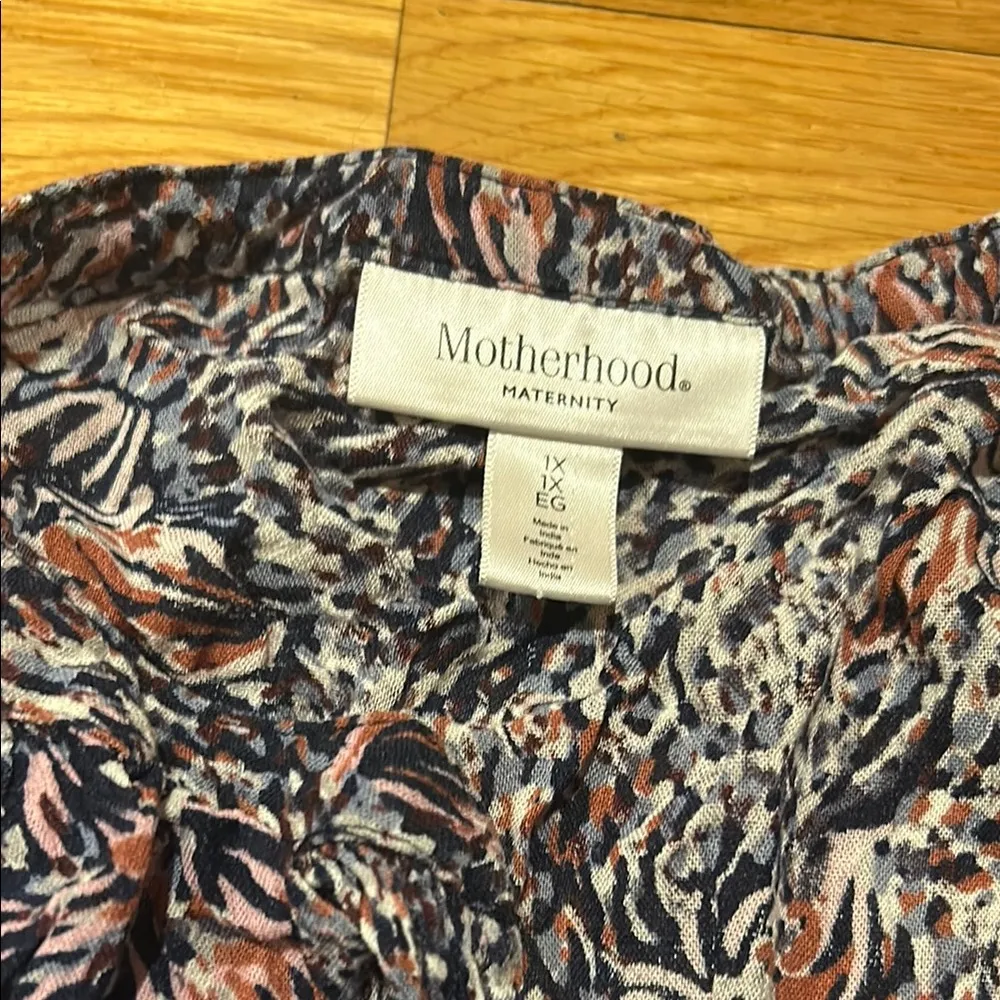 Motherhood®
MATERNITY
1X
1X
EG
Made in
India
Fabriqué en
Inde
Hecho en
India